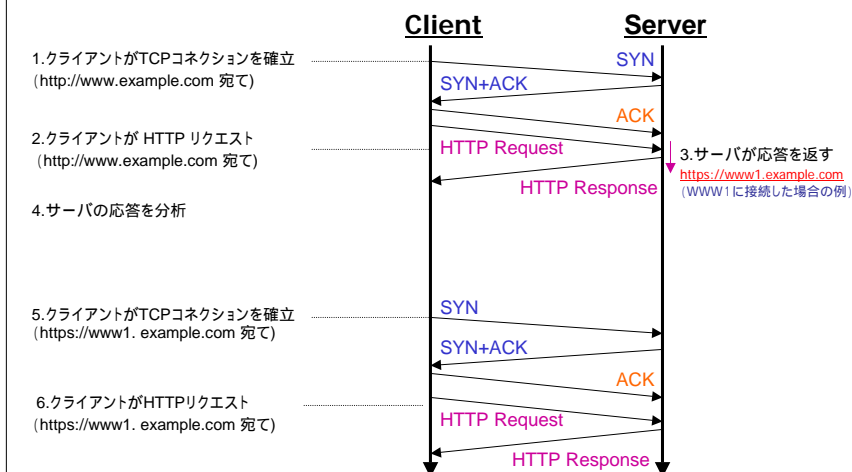 Client
Server
1.クライアントがTCPコネクションを確立
(http://www.example.com 宛て)
SYN
SYN+ACK
ACK
2.クライアントが HTTP リクエスト
(http://www.example.com 宛て)
HTTP Request
3.サーバが応答を返す
https://www1.example.com
(WWW1に接続した場合の例)
HTTP Response
4.サーバの応答を分析
5.クライアントがTCPコネクションを確立
(https://www1. example.com 宛て)
SYN
SYN+ACK
ACK
6.クライアントがHTTPリクエスト
(https://www1. example.com 宛て)
HTTP Request
HTTP Response